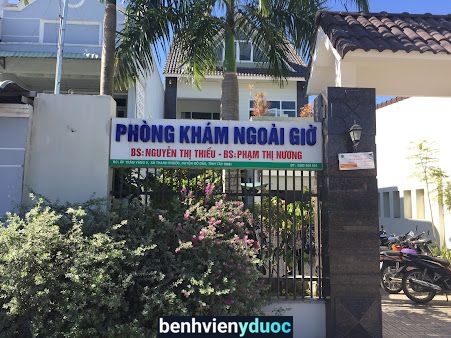 PHÒNG KHÁM NGOÀI GIỜ
BS: NGUYỄN THỊ THIỀU - BS: PHẠM THỊ NƯƠNG
benhvienyduoc